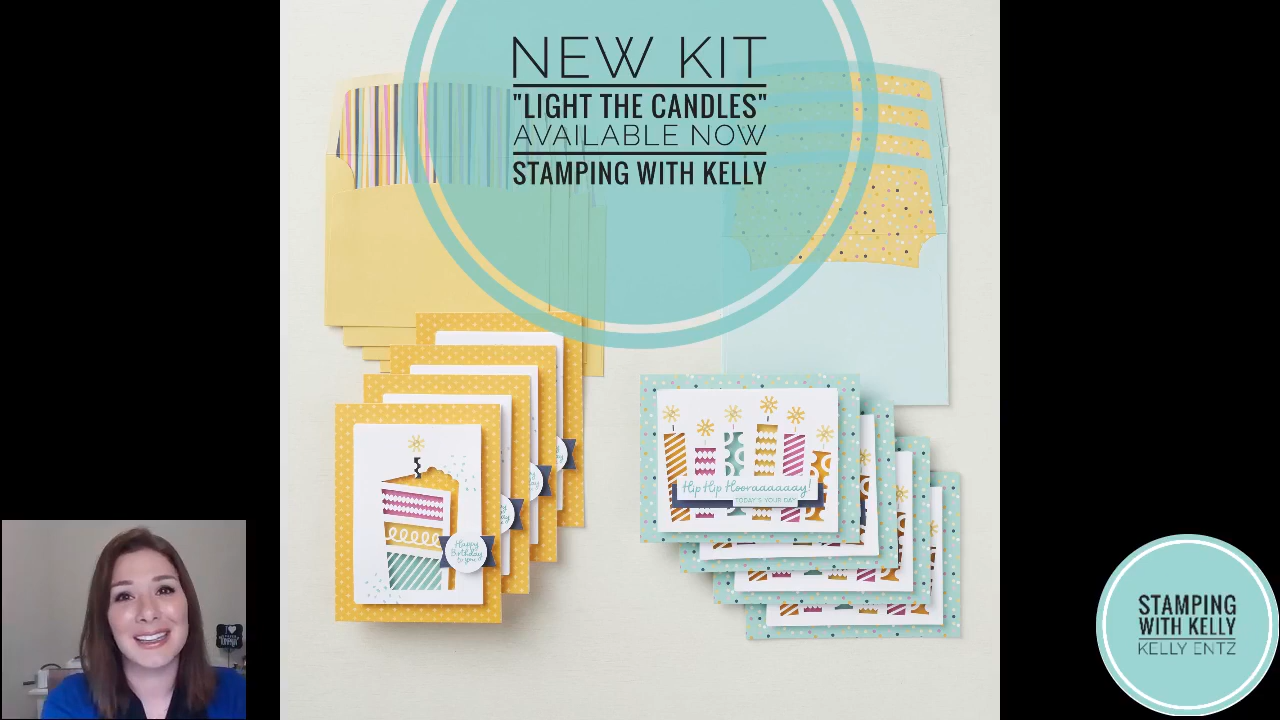 NEW KIT
"LIGHT THE CANDLES"
AVAILABLE NOW
STAMPING WITH KELLY
Happy
Birthday
to you
Hip Hip Hooraaaaaay!
TODAY'S YOUR DAY
STAMPING
WITH KELLY
KELLY ENTZ